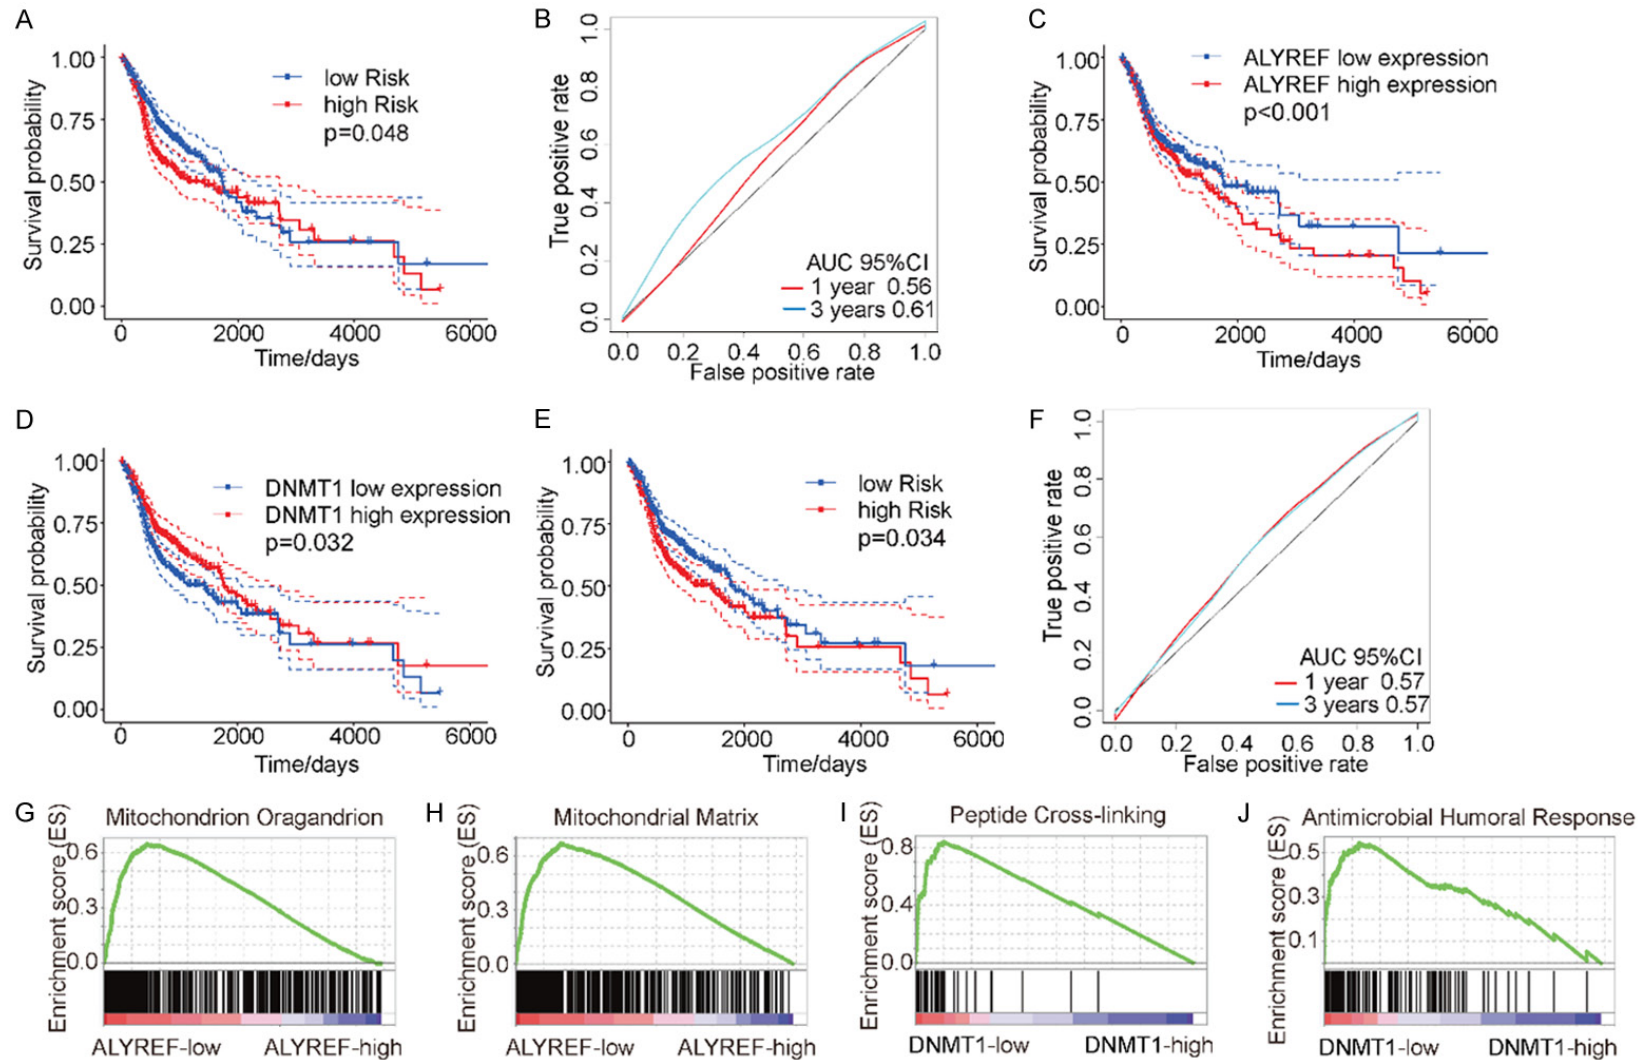 A
Survival probability
1.00
0.75
0.50
0.25
0.00
low Risk
high Risk
p=0.048
0 2000 4000 6000
Time/days
B
True positive rate
1.0
0.8
0.6
0.4
0.2
0.0
AUC 95%CI
1 year 0.56
3 years 0.61
0.0 0.2 0.4 0.6 0.8 1.0
False positive rate
C
Survival probability
1.00
0.75
0.50
0.25
0.00
ALYREF low expression
ALYREF high expression
p<0.001
0 2000 4000 6000
Time/days
D
Survival probability
1.00
0.75
0.50
0.25
0.00
DNMT1 low expression
DNMT1 high expression
p=0.032
0 2000 4000 6000
Time/days
E
Survival probability
1.00
0.75
0.50
0.25
0.00
low Risk
high Risk
p=0.034
0 2000 4000 6000
Time/days
F
True positive rate
1.0
0.8
0.6
0.4
0.2
0.0
AUC 95%CI
1 year 0.57
3 years 0.57
0.0 0.2 0.4 0.6 0.8 1.0
False positive rate
G
Mitochondrion Oragandrion
Enrichment score (ES)
0.6
0.3
0.0
ALYREF-low ALYREF-high
H
Mitochondrial Matrix
Enrichment score (ES)
0.6
0.3
0.0
ALYREF-low ALYREF-high
I
Peptide Cross-linking
Enrichment score (ES)
0.8
0.4
0.0
DNMT1-low DNMT1-high
J
Antimicrobial Humoral Response
Enrichment score (ES)
0.5
0.3
0.1
DNMT1-low DNMT1-high